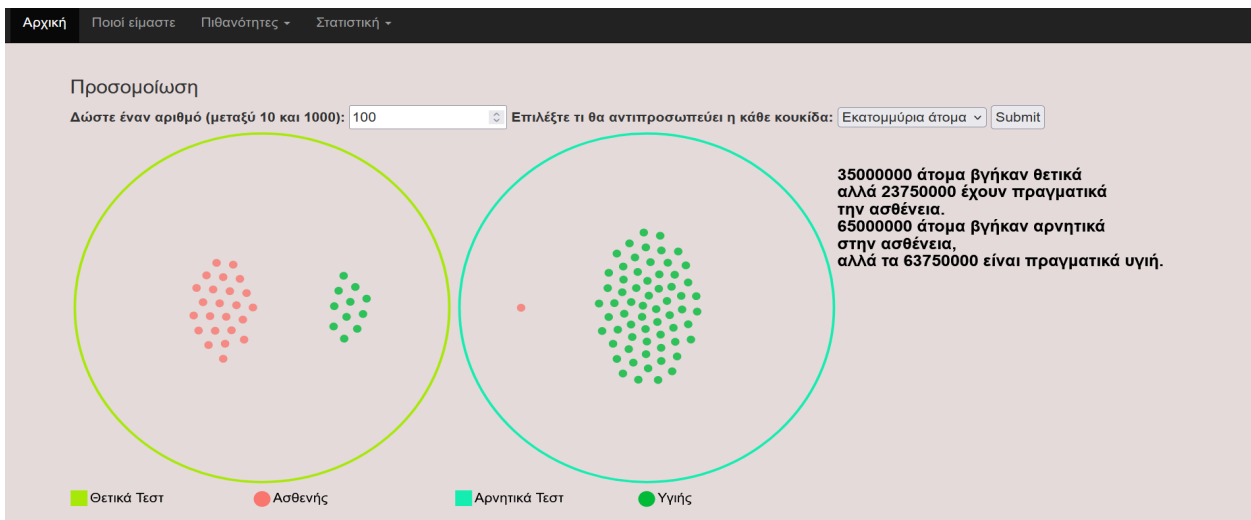 Αρχική Ποιοί είμαστε Πιθανότητες Στατιστική
Προσομοίωση
Δώστε έναν αριθμό (μεταξύ 10 και 1000): 100 Επιλέξτε τι θα αντιπροσωπεύει η κάθε κουκίδα: Εκατομμύρια άτομα Submit
35000000 άτομα βγήκαν θετικά
αλλά 23750000 έχουν πραγματικά
την ασθένεια.
65000000 άτομα βγήκαν αρνητικά
στην ασθένεια,
αλλά τα 63750000 είναι πραγματικά υγιή.
Θετικά Τεστ Ασθενής Αρνητικά Τεστ Υγιής